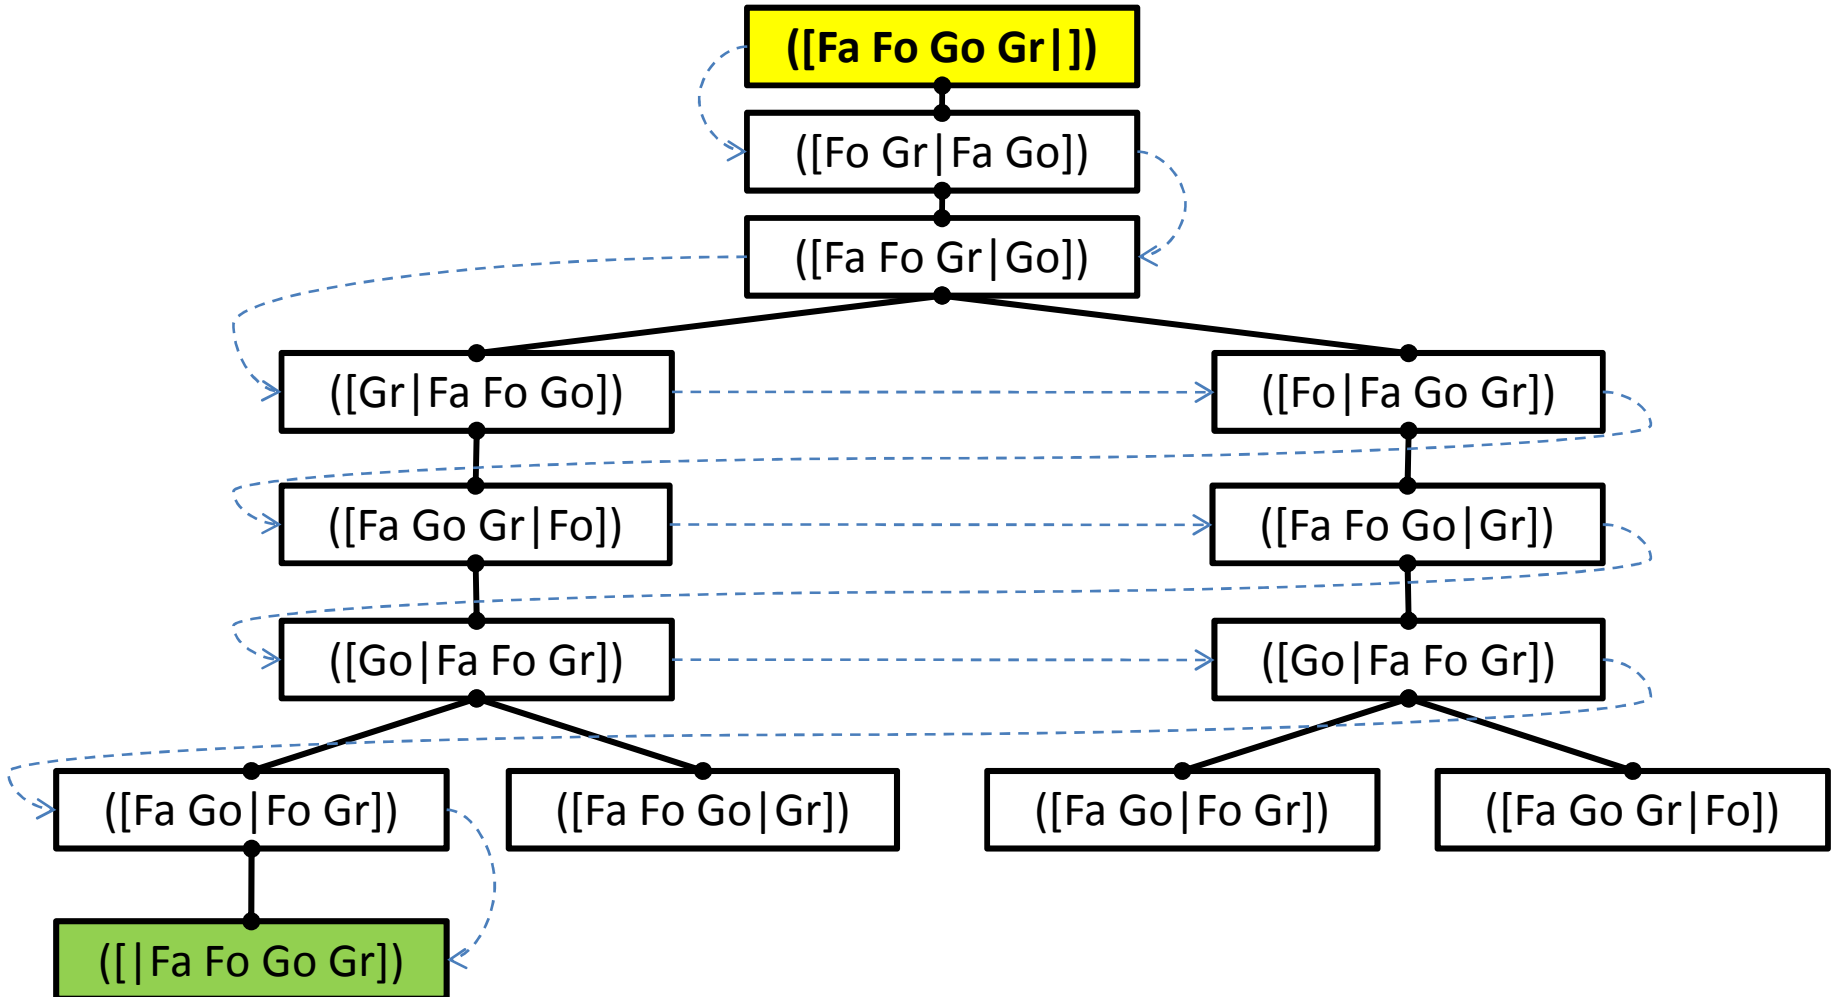 ([Fa Fo Go Gr|])
([Fo Gr|Fa Go])
([Fa Fo Gr|Go])
([Gr|Fa Fo Go])
([Fo|Fa Go Gr])
([Fa Go Gr|Fo])
([Fa Fo Go|Gr])
([Go|Fa Fo Gr])
([Go|Fa Fo Gr])
([Fa Go|Fo Gr])
([Fa Fo Go|Gr])
([Fa Go|Fo Gr])
([Fa Go Gr|Fo])
([|Fa Fo Go Gr])